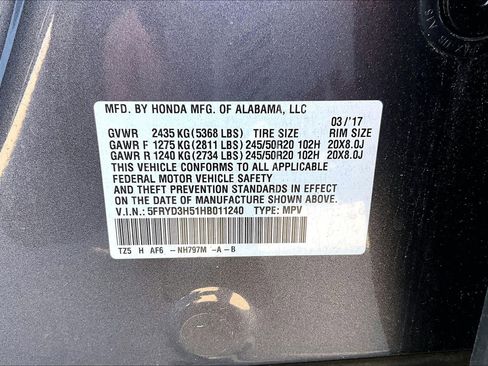 MFD. BY HONDA MFG. OF ALABAMA, LLC
03/'17
GVWR 2435 KG (5368 LBS) TIRE SIZE RIM SIZE
GAWR F 1275 KG (2811 LBS) 245/50R20 102H 20X8.0J
GAWR R 1240 KG (2734 LBS) 245/50R20 102H 20X8.0J
THIS VEHICLE CONFORMS TO ALL APPLICABLE
FEDERAL MOTOR VEHICLE SAFETY
AND THEFT PREVENTION STANDARDS IN EFFECT
ON THE DATE OF MANUFACTURE SHOWN ABOVE.
V.I.N.: 5FRYD3H51HB011240 TYPE: MPV
TZ5 H AF6 -NH797M -A-B